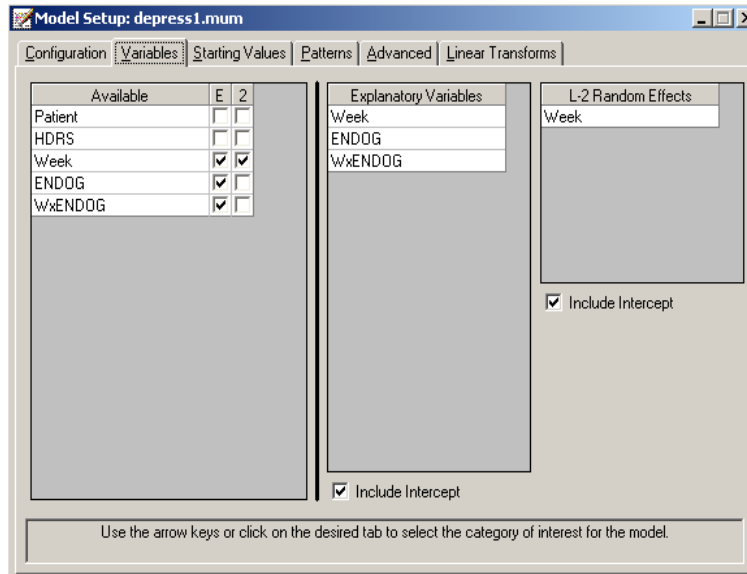 Model Setup: depress1.mum
Configuration Variables Starting Values Patterns Advanced Linear Transforms
Available E 2
Patient
HDRS
Week
ENDOG
WxENDOG
Explanatory Variables
Week
ENDOG
WxENDOG
Include Intercept
L-2 Random Effects
Week
Include Intercept
Use the arrow keys or click on the desired tab to select the category of interest for the model.